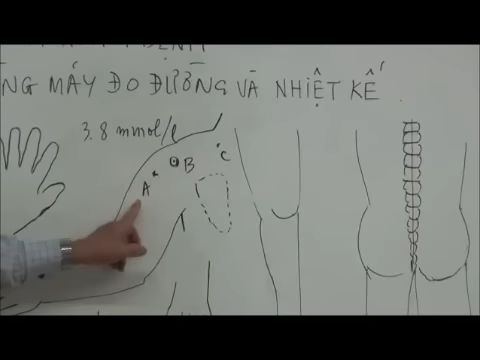 NG MÁY ĐO ĐƯỜNG VÀ NHIỆT KẾ.
3.8 mmol/l
A
B
C